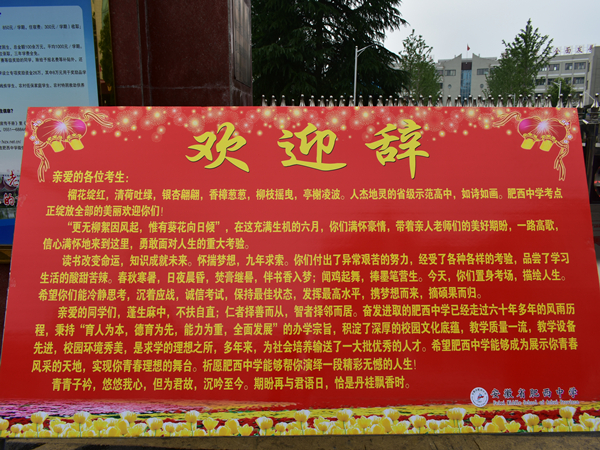 欢迎辞
亲爱的各位考生：
榴花绽红，清荷吐绿，银杏翩翩，香樟葱葱，柳枝摇曳，亭榭凌波。人杰地灵的省级示范高中，如诗如画。肥西中学考点
正绽放全部的美丽欢迎你们！
“更无柳絮因风起，惟有葵花向日倾”，在这充满生机的六月，你们满怀豪情，带着亲人老师们的美好期盼，一路高歌，
信心满怀地来到这里，勇敢面对人生的重大考验。
读书改变命运，知识成就未来。怀揣梦想，九年求索。你们付出了异常艰苦的努力，经受了各种各样的考验，品尝了学习
生活的酸甜苦辣。春秋寒暑，日夜晨昏，焚膏继晷，伴书香入梦；闻鸡起舞，捧墨笔营生。今天，你们置身考场，描绘人生。
希望你们能冷静思考，沉着应战，诚信考试，保持最佳状态，发挥最高水平，携梦想而来，摘硕果而归。
亲爱的同学们，蓬生麻中，不扶自直；仁者择善而从，智者择邻而居。奋发进取的肥西中学已经走过六十多年的风雨历
程，秉持“育人为本，德育为先，能力为重，全面发展”的办学宗旨，积淀了深厚的校园文化底蕴，教学质量一流，教学设备
先进，校园环境秀美，是求学的理想之所，多年来，为社会培养输送了一大批优秀的人才。希望肥西中学能够成为展示你青春
风采的天地，实现你青春理想的舞台。祈愿肥西中学能够帮你演绎一段精彩无憾的人生！
青青子衿，悠悠我心，但为君故，沉吟至今。期盼再与君语日，恰是丹桂飘香时。
安徽省肥西中学